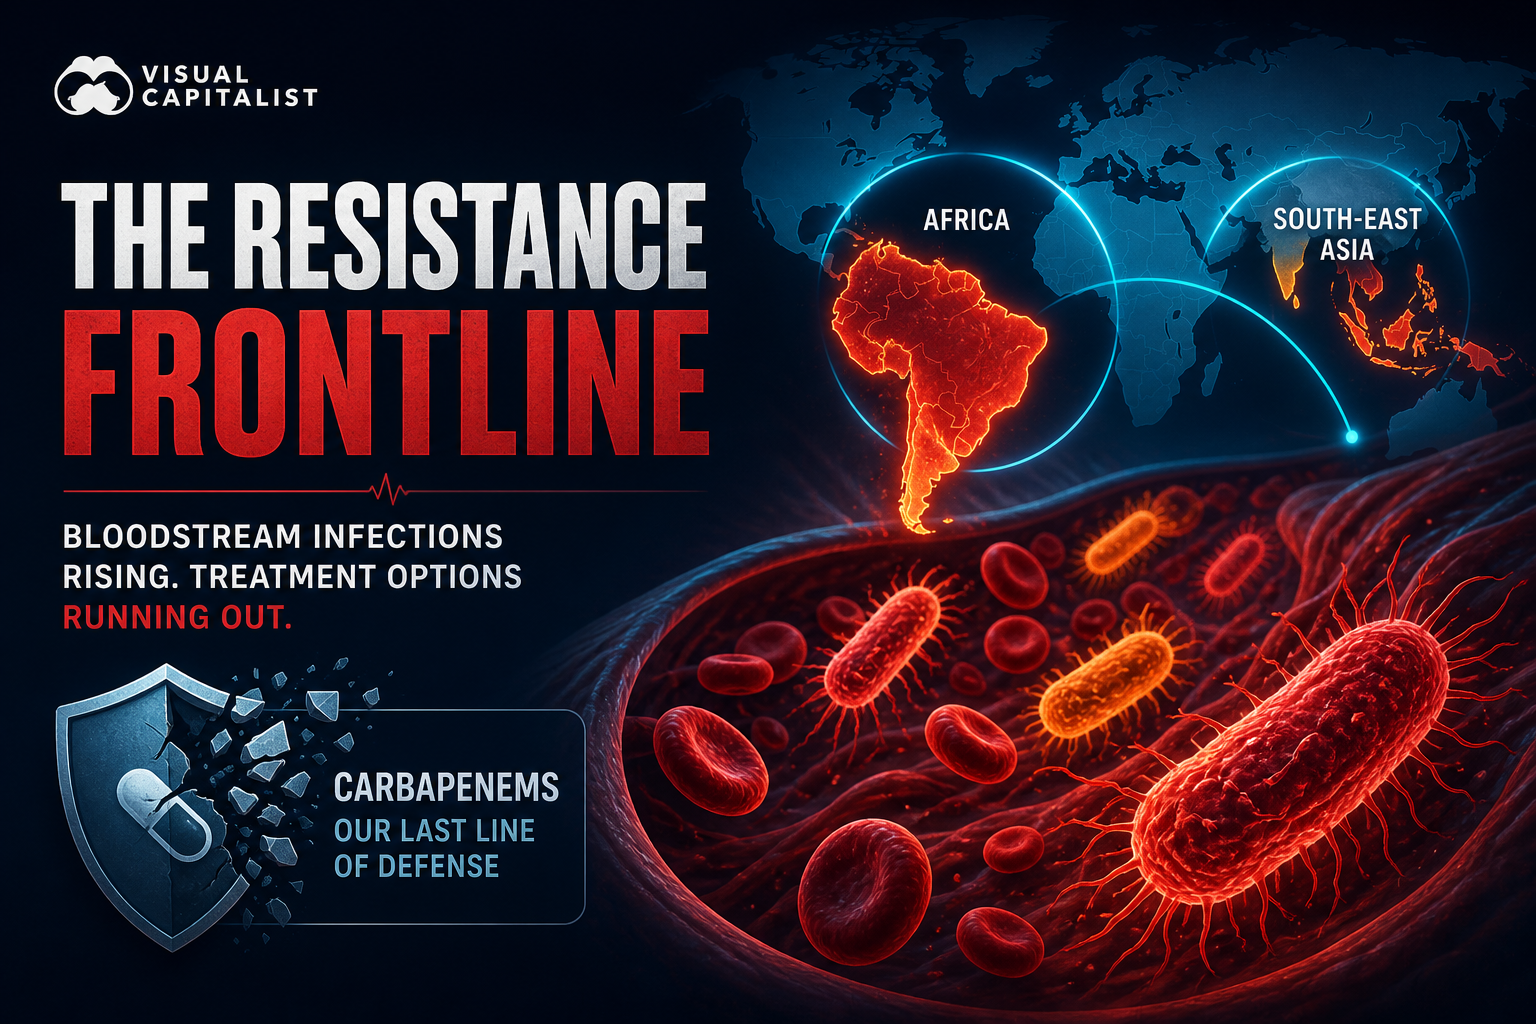 VISUAL
CAPITALIST
THE RESISTANCE
FRONTLINE
BLOODSTREAM INFECTIONS
RISING. TREATMENT OPTIONS
RUNNING OUT.
CARBAPENEMS
OUR LAST LINE
OF DEFENSE
AFRICA
SOUTH-EAST
ASIA